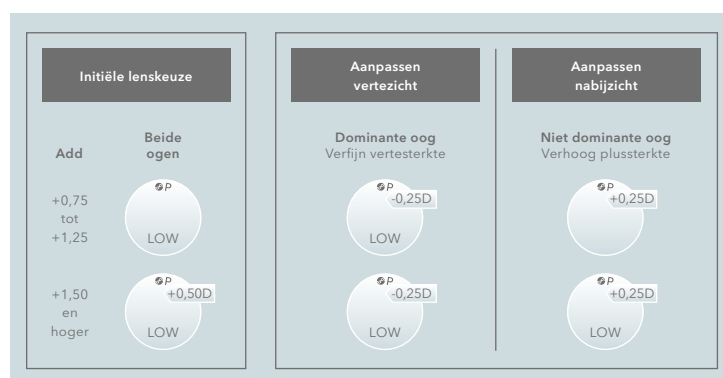 Initiële lenskeuze
Add
Beide
ogen
+0,75
tot
+1,25
P
LOW
+1,50
en
hoger
P
+0,50D
LOW
Aanpassen
vertezicht
Dominante oog
Verfijn vertesterkte
P
-0,25D
LOW
P
-0,25D
LOW
Aanpassen
nabijzicht
Niet dominante oog
Verhoog plussterkte
P
+0,25D
P
+0,25D
LOW